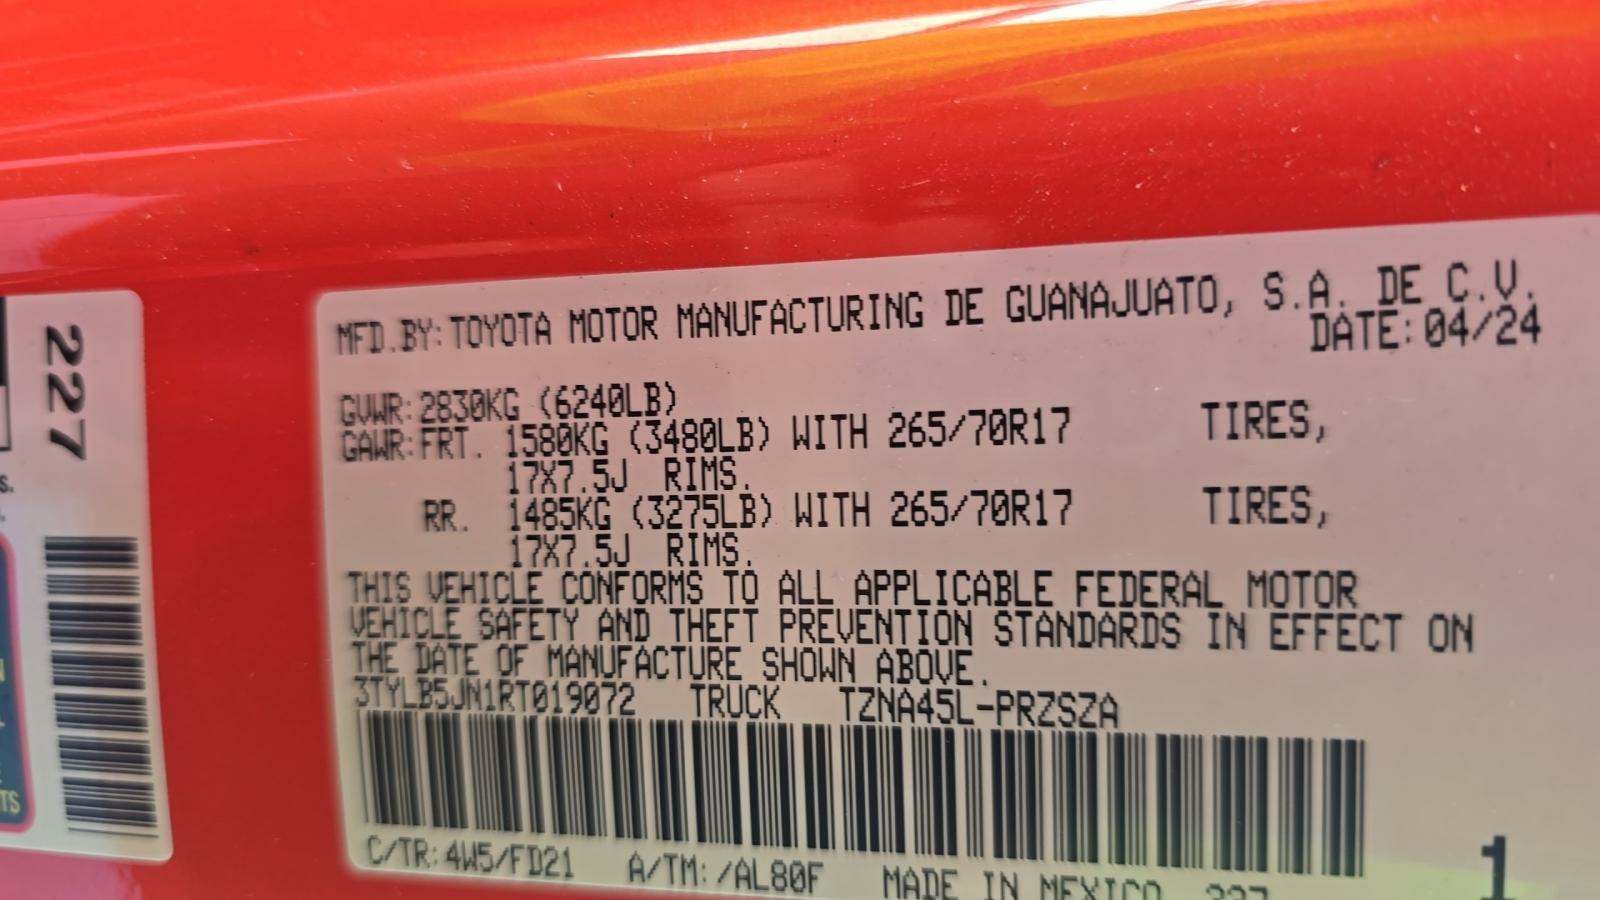 227
S.
TS
MFD.BY:TOYOTA MOTOR MANUFACTURING DE GUANAJUATO, S.A. DE C.V.
DATE:04/24
GVWR:2830KG (6240LB)
GAWR:FRT. 1580KG (3480LB) WITH 265/70R17 TIRES,
17X7.5J RIMS.
RR. 1485KG (3275LB) WITH 265/70R17 TIRES,
17X7.5J RIMS.
THIS VEHICLE CONFORMS TO ALL APPLICABLE FEDERAL MOTOR
VEHICLE SAFETY AND THEFT PREVENTION STANDARDS IN EFFECT ON
THE DATE OF MANUFACTURE SHOWN ABOVE.
3TYLB5JN1RT019072 TRUCK TZNA45L-PRZSZA
C/TR:4W5/FD21 A/TM:/AL80F MADE IN MEXICO 1